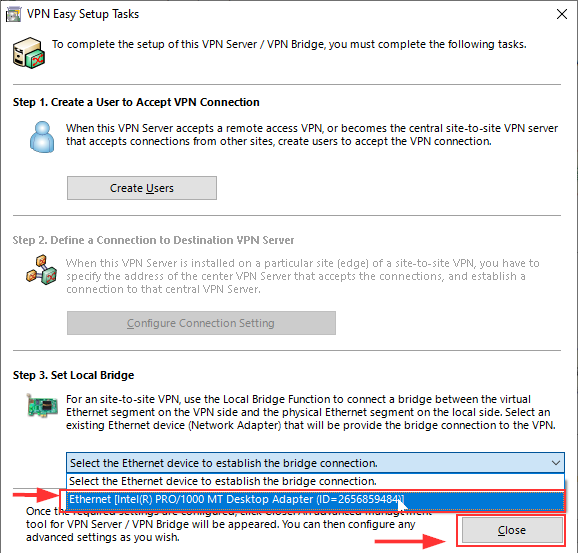 VPN Easy Setup Tasks
To complete the setup of this VPN Server / VPN Bridge, you must complete the following tasks.
Step 1. Create a User to Accept VPN Connection
When this VPN Server accepts a remote access VPN, or becomes the central site-to-site VPN server
that accepts connections from other sites, create users to accept the VPN connection.
Create Users
Step 2. Define a Connection to Destination VPN Server
When this VPN Server is installed on a particular site (edge) of a site-to-site VPN, you have to
specify the address of the center VPN Server that accepts the connections, and establish a
connection to that central VPN Server.
Configure Connection Setting
Step 3. Set Local Bridge
For an site-to-site VPN, use the Local Bridge Function to connect a bridge between the virtual
Ethernet segment on the VPN side and the physical Ethernet segment on the local side. Select an
existing Ethernet device (Network Adapter) that will be provide the bridge connection to the VPN.
Select the Ethernet device to establish the bridge connection.
Select the Ethernet device to establish the bridge connection.
Ethernet [Intel(R) PRO/1000 MT Desktop Adapter (ID=2656859484)]
Once the required settings are configured, click Close. An advanced management
tool for VPN Server / VPN Bridge will be appeared. You can then configure any
advanced settings as you wish.
Close